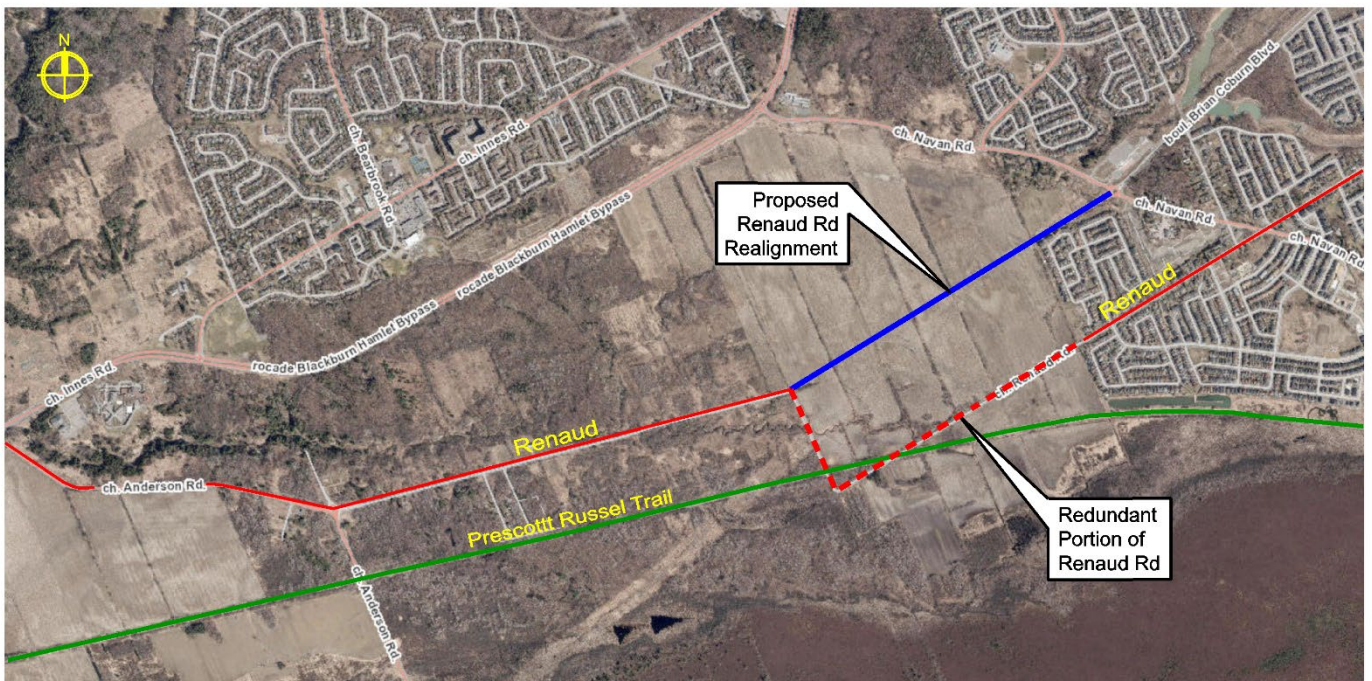 N
ch. Bearbrook Rd.
ch. Innes Rd.
boul. Brian Coburn Blvd.
ch. Navan Rd.
Proposed
Renaud Rd
Realignment
rocade Blackburn Hamlet Bypass
ch. Navan Rd.
ch. Navan Rd
Renaud
rocade Blackburn Hamlet Bypass
ch. Innes Rd.
ch. Renaud Rd.
Renaud
ch. Anderson Rd.
Prescottt Russel Trail
Redundant
Portion of
Renaud Rd
ch. Anderson Rd.